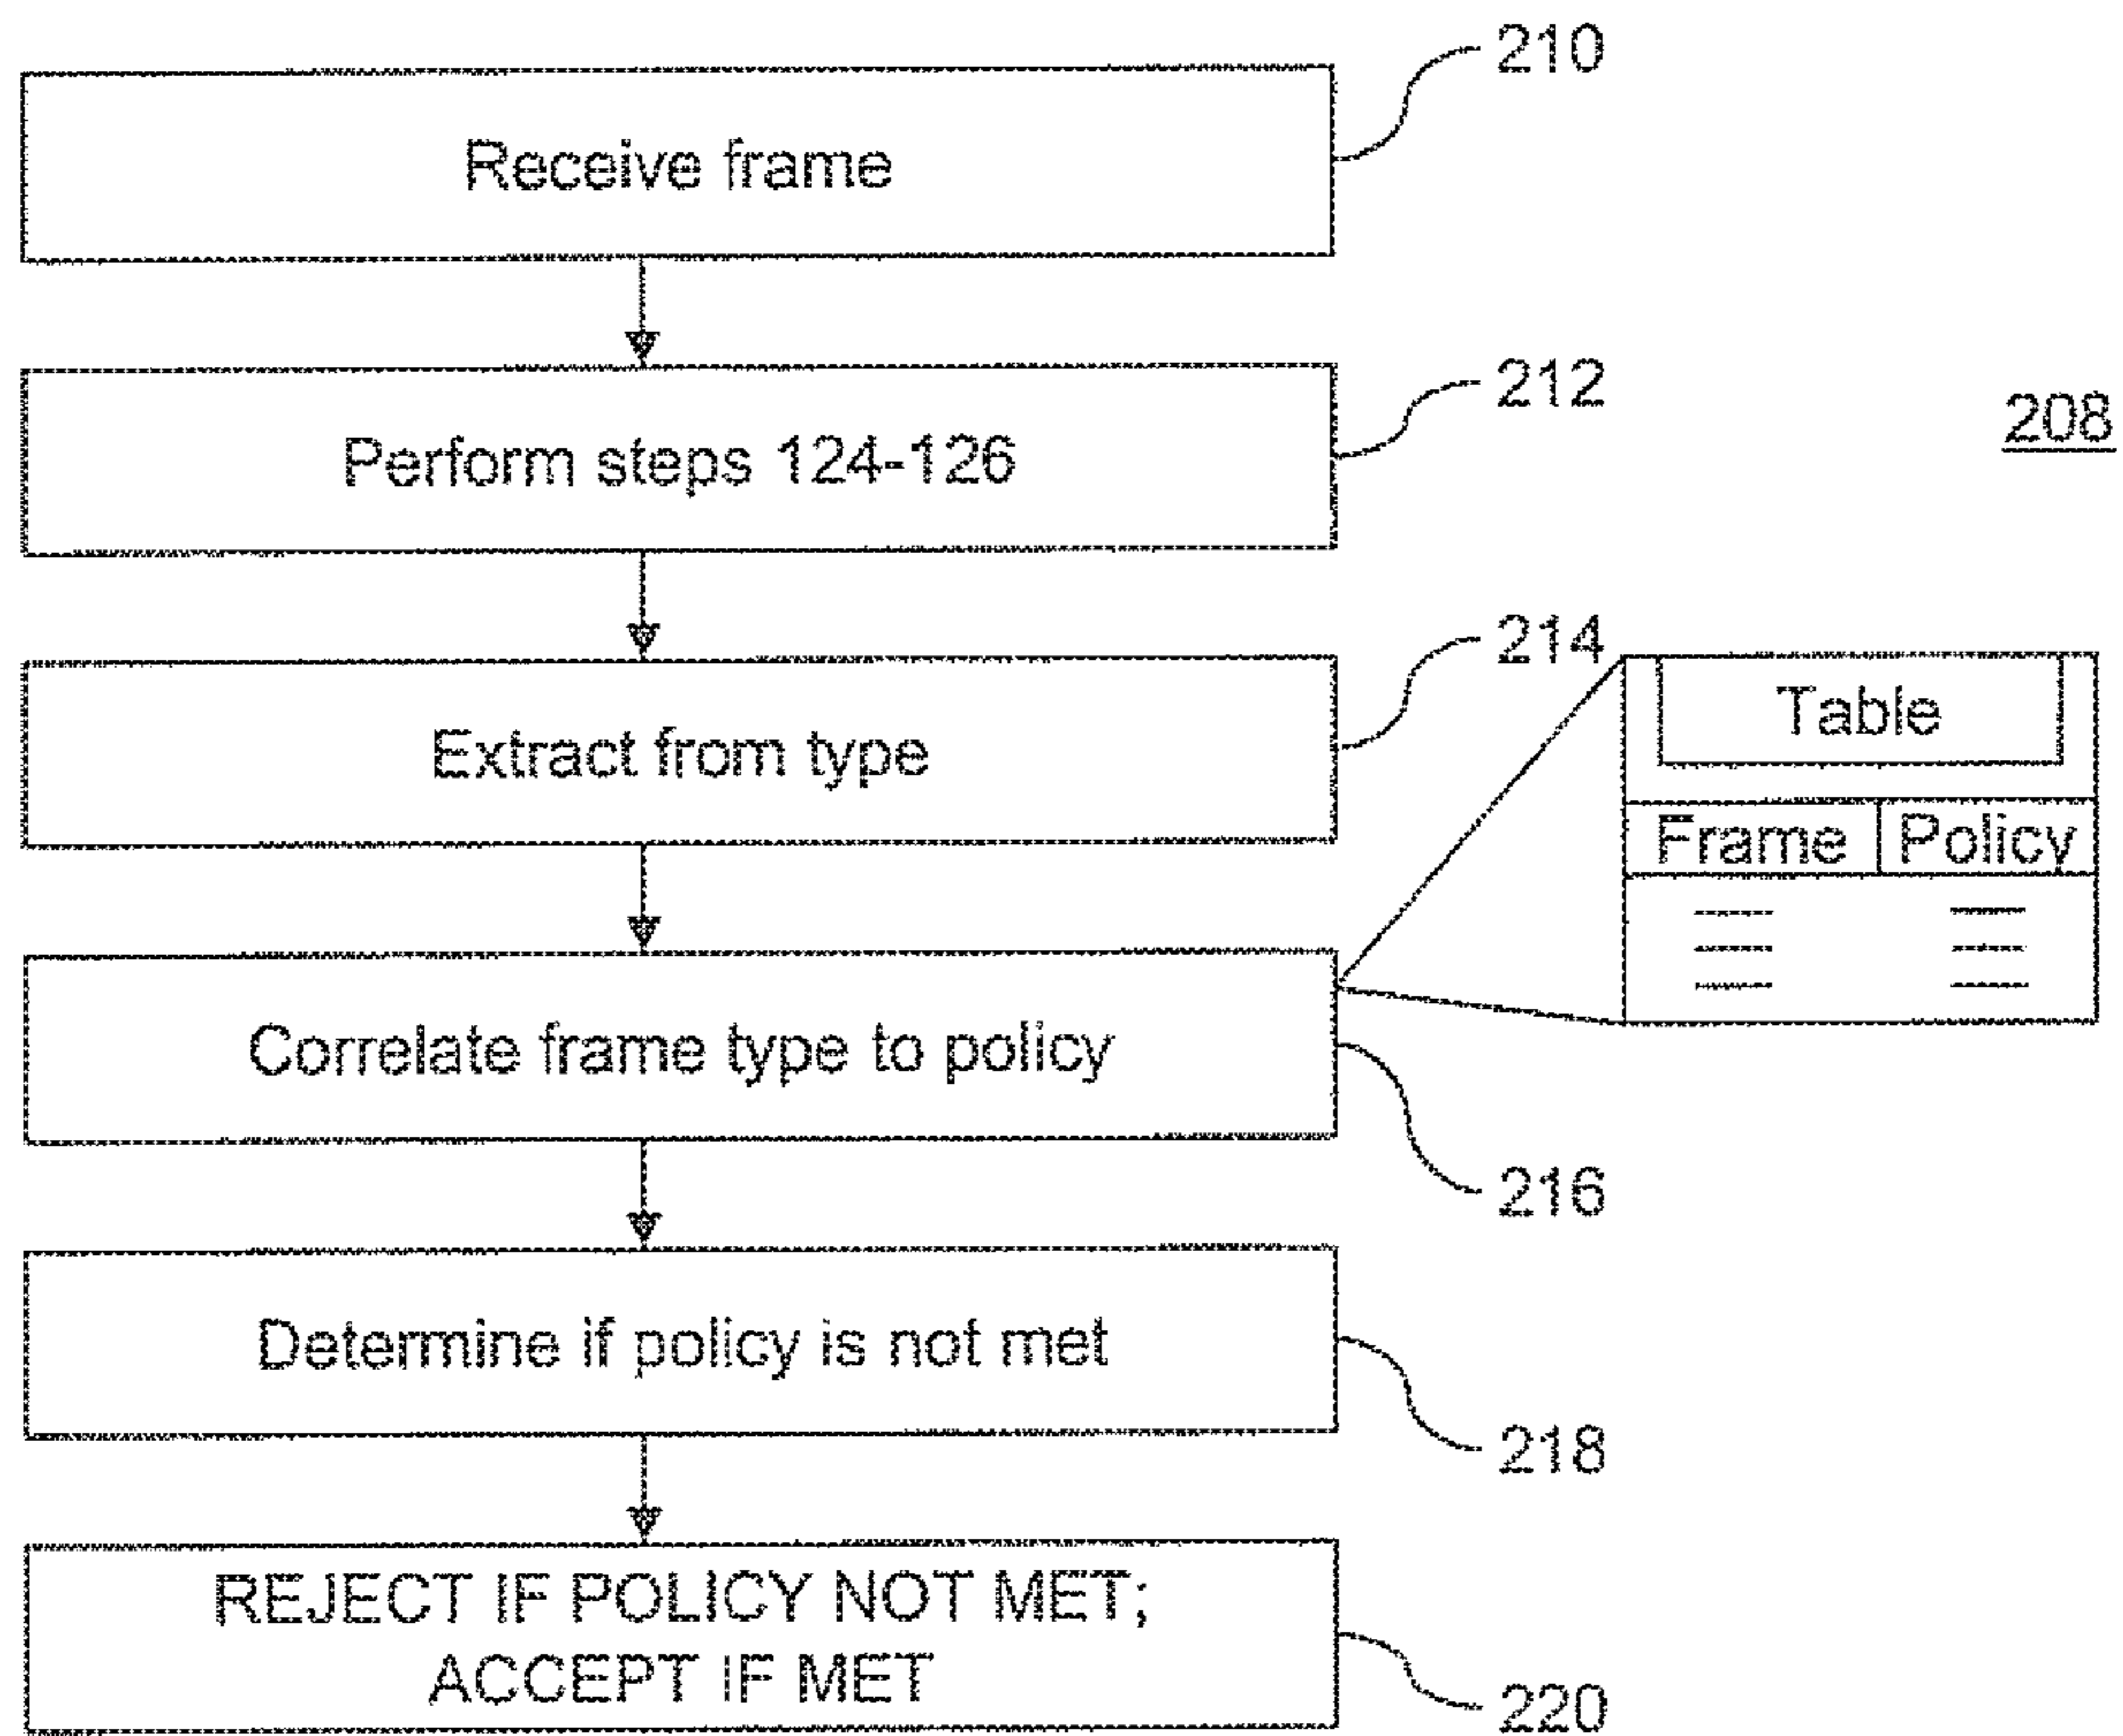 210
Receive frame
212
Perform steps 124-126
208
214
Extract from type
Table
Frame Policy
Correlate frame type to policy
216
Determine if policy is not met
218
REJECT IF POLICY NOT MET;
ACCEPT IF MET
220